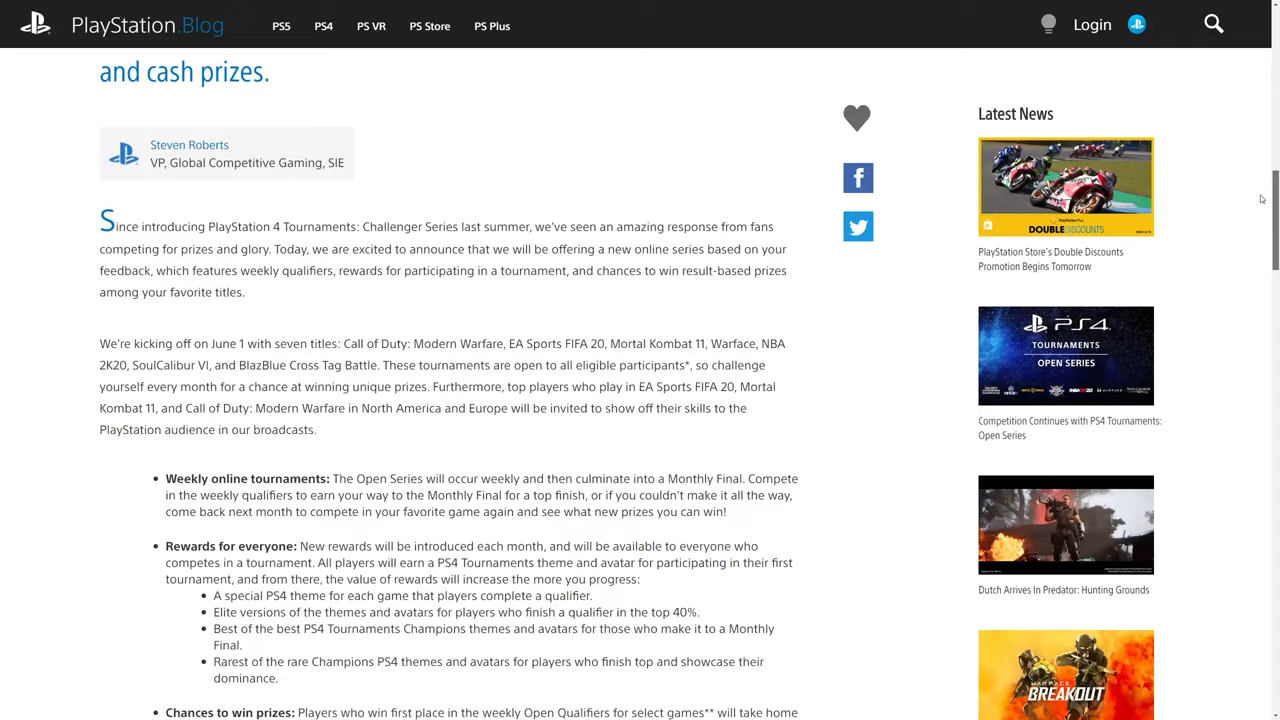 PlayStation.Blog
PS5
PS4
PS VR
PS Store
PS Plus
Login
and cash prizes.
Steven Roberts
VP, Global Competitive Gaming, SIE
Since introducing PlayStation 4 Tournaments: Challenger Series last summer, we've seen an amazing response from fans
competing for prizes and glory. Today, we are excited to announce that we will be offering a new online series based on your
feedback, which features weekly qualifiers, rewards for participating in a tournament, and chances to win result-based prizes
among your favorite titles.
We're kicking off on June 1 with seven titles: Call of Duty: Modern Warfare, EA Sports FIFA 20, Mortal Kombat 11, Warface, NBA
2K20, SoulCalibur VI, and BlazBlue Cross Tag Battle. These tournaments are open to all eligible participants*, so challenge
yourself every month for a chance at winning unique prizes. Furthermore, top players who play in EA Sports FIFA 20, Mortal
Kombat 11, and Call of Duty: Modern Warfare in North America and Europe will be invited to show off their skills to the
PlayStation audience in our broadcasts.
• Weekly online tournaments: The Open Series will occur weekly and then culminate into a Monthly Final. Compete
in the weekly qualifiers to earn your way to the Monthly Final for a top finish, or if you couldn't make it all the way,
come back next month to compete in your favorite game again and see what new prizes you can win!
• Rewards for everyone: New rewards will be introduced each month, and will be available to everyone who
competes in a tournament. All players will earn a PS4 Tournaments theme and avatar for participating in their first
tournament, and from there, the value of rewards will increase the more you progress:
• A special PS4 theme for each game that players complete a qualifier.
• Elite versions of the themes and avatars for players who finish a qualifier in the top 40%.
• Best of the best PS4 Tournaments Champions themes and avatars for those who make it to a Monthly
Final.
• Rarest of the rare Champions PS4 themes and avatars for players who finish top and showcase their
dominance.
• Chances to win prizes: Players who win first place in the weekly Open Qualifiers for select games** will take home
Latest News
PlayStation Plus
DOUBLEDISCOUNTS
PlayStation Store's Double Discounts
Promotion Begins Tomorrow
PS4
TOURNAMENTS
OPEN SERIES
NBA2K20
Competition Continues with PS4 Tournaments:
Open Series
Dutch Arrives In Predator: Hunting Grounds
WARFACE
BREAKOUT